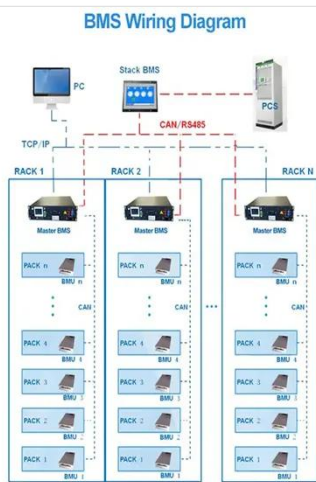 BMS Wiring Diagram
Stack BMS
PC
PCS
CAN/RS485
TCP/IP
RACK 1
RACK 2
RACK N
Master BMS
Master BMS
Master BMS
PACK n
BMU n
PACK n
BMU n
PACK n
BMU n
CAN
CAN
...
CAN
PACK 4
BMU 4
PACK 4
BMU 4
PACK 4
BMU 4
PACK 3
BMU 3
PACK 3
BMU 3
PACK 3
BMU 3
PACK 2
BMU 2
PACK 2
BMU 2
PACK 2
BMU 2
PACK 1
BMU 1
PACK 1
BMU 1
PACK 1
BMU 1